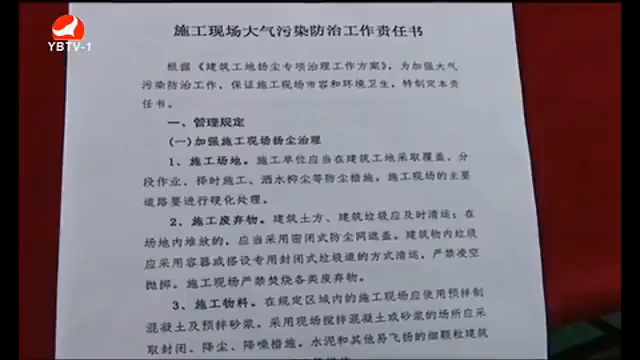 YBTV-1
施工现场大气污染防治工作责任书
根据《建筑工地扬尘专项治理工作方案》，为加强大气
污染防治工作，保证施工现场市容和环境卫生，特制定本责
任书。
一、管理规定
（一）加强施工现场扬尘治理
1、施工场地。施工单位应当在建筑工地采取覆盖、分
段作业、择时施工、洒水抑尘等防尘措施。施工现场的主要
道路要进行硬化处理。
2、施工废弃物。建筑土方、建筑垃圾应及时清运；在
场地内堆放的，应当采用密闭式防尘网遮盖。建筑物内垃圾
应采用容器或搭设专用封闭式垃圾道的方式清运，严禁凌空
抛掷。施工现场严禁焚烧各类废弃物。
3、施工物料。在规定区域内的施工现场应使用预拌制
混凝土及预拌砂浆。采用现场搅拌混凝土或砂浆的场所应采
取封闭、降尘、降噪措施。水泥和其他易飞扬的细颗粒建筑